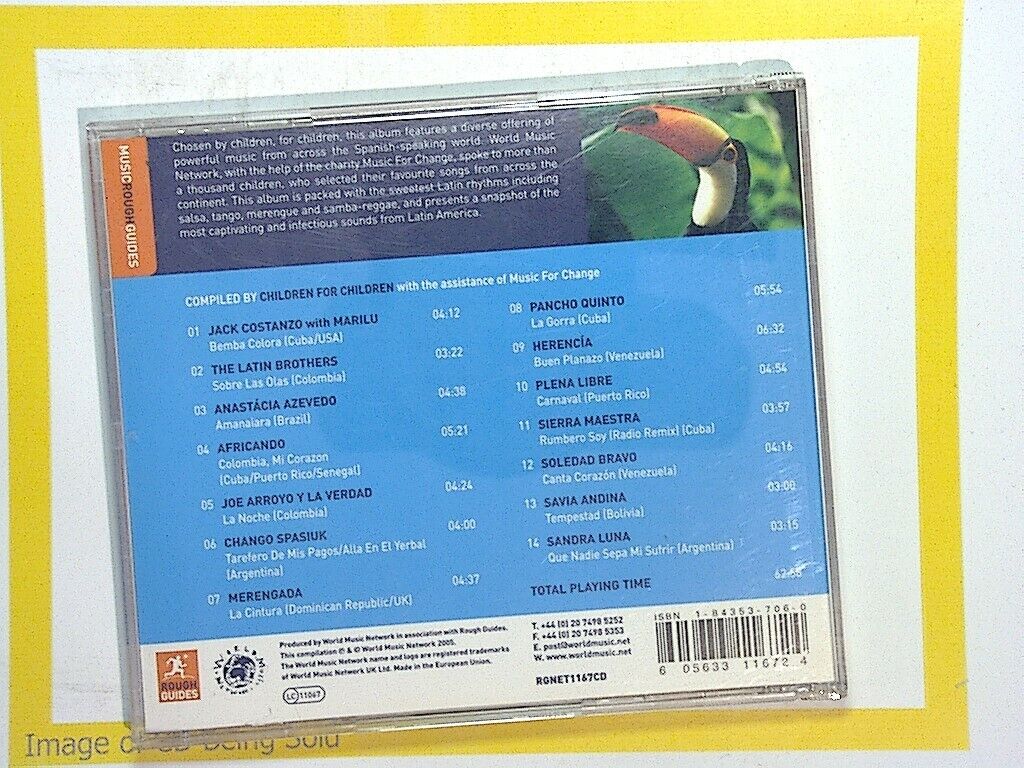 MUSIC ROUGH GUIDES
Chosen by children, for children, this album features a diverse offering of
powerful music from across the Spanish-speaking world. World Music
Network, with the help of the charity Music For Change, spoke to more than
a thousand children, who selected their favourite songs from across the
continent. This album is packed with the sweetest Latin rhythms including
salsa, tango, merengue and samba-reggae, and presents a snapshot of the
most captivating and infectious sounds from Latin America.
COMPILED BY CHILDREN FOR CHILDREN with the assistance of Music For Change
01 JACK COSTANZO with MARILU 04:12
Bemba Colora (Cuba/USA)
02 THE LATIN BROTHERS 03:22
Sobre Las Olas (Colombia)
03 ANASTÁCIA AZEVEDO 04:38
Amanaiara (Brazil)
04 AFRICANDO 05:21
Colombia, Mi Corazon
(Cuba/Puerto Rico/Senegal)
05 JOE ARROYO Y LA VERDAD 04:24
La Noche (Colombia)
06 CHANGO SPASIUK 04:00
Tarefero De Mis Pagos/Alla En El Yerbal
(Argentina)
07 MERENGADA 04:37
La Cintura (Dominican Republic/UK)
08 PANCHO QUINTO 05:54
La Gorra (Cuba)
09 HERENCÍA 06:32
Buen Planazo (Venezuela)
10 PLENA LIBRE 04:54
Carnaval (Puerto Rico)
11 SIERRA MAESTRA 03:57
Rumbero Soy (Radio Remix) (Cuba)
12 SOLEDAD BRAVO 04:16
Canta Corazón (Venezuela)
13 SAVIA ANDINA 03:00
Tempestad (Bolivia)
14 SANDRA LUNA 03:15
Que Nadie Sepa Mi Sufrir (Argentina)
TOTAL PLAYING TIME
ROUGH
GUIDES
Produced by World Music Network in association with Rough Guides.
This compilation ℗ & © World Music Network 2005.
The World Music Network name and logo are registered trademarks
of World Music Network UK Ltd. Made in the European Union.
LC 11067
T. +44 (0) 20 7498 5252
F. +44 (0) 20 7498 5353
E. post@worldmusic.net
W. www.worldmusic.net
RGNET1167CD
ISBN 1-84353-706-0
6 05633 11672 4
Image of CD being Sold